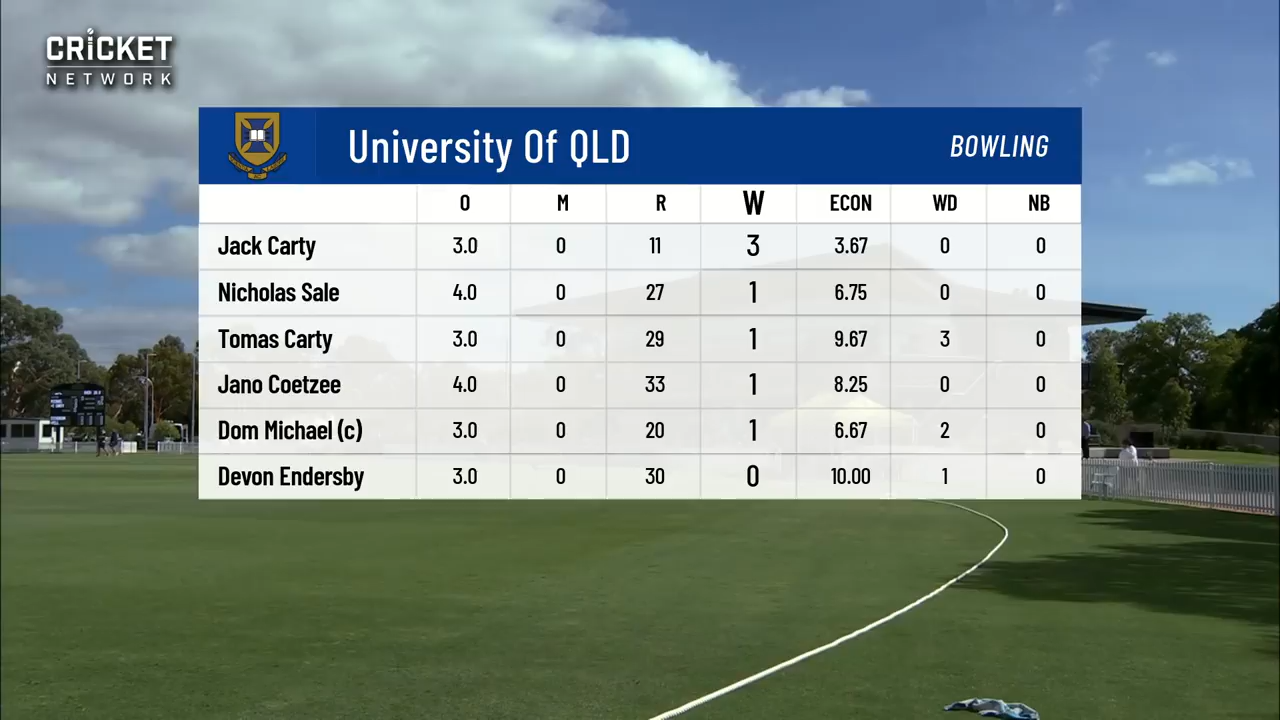 CRICKET
NETWORK
University Of QLD BOWLING
O M R W ECON WD NB
Jack Carty 3.0 0 11 3 3.67 0 0
Nicholas Sale 4.0 0 27 1 6.75 0 0
Tomas Carty 3.0 0 29 1 9.67 3 0
Jano Coetzee 4.0 0 33 1 8.25 0 0
Dom Michael (c) 3.0 0 20 1 6.67 2 0
Devon Endersby 3.0 0 30 0 10.00 1 0